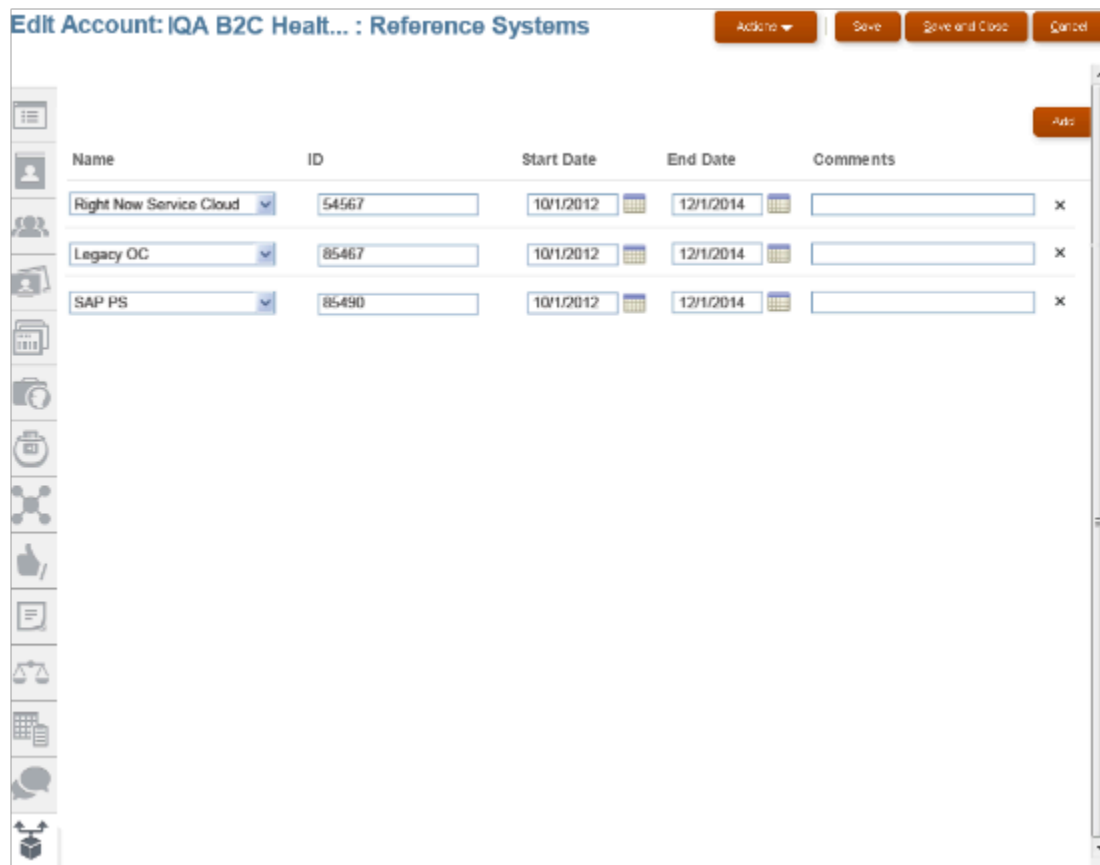 Edit Account: IQA B2C Healt... : Reference Systems
Actions Save Save and Close Cancel
Add
Name ID Start Date End Date Comments
Right Now Service Cloud 54567 10/1/2012 12/1/2014
Legacy OC 85467 10/1/2012 12/1/2014
SAP PS 85490 10/1/2012 12/1/2014